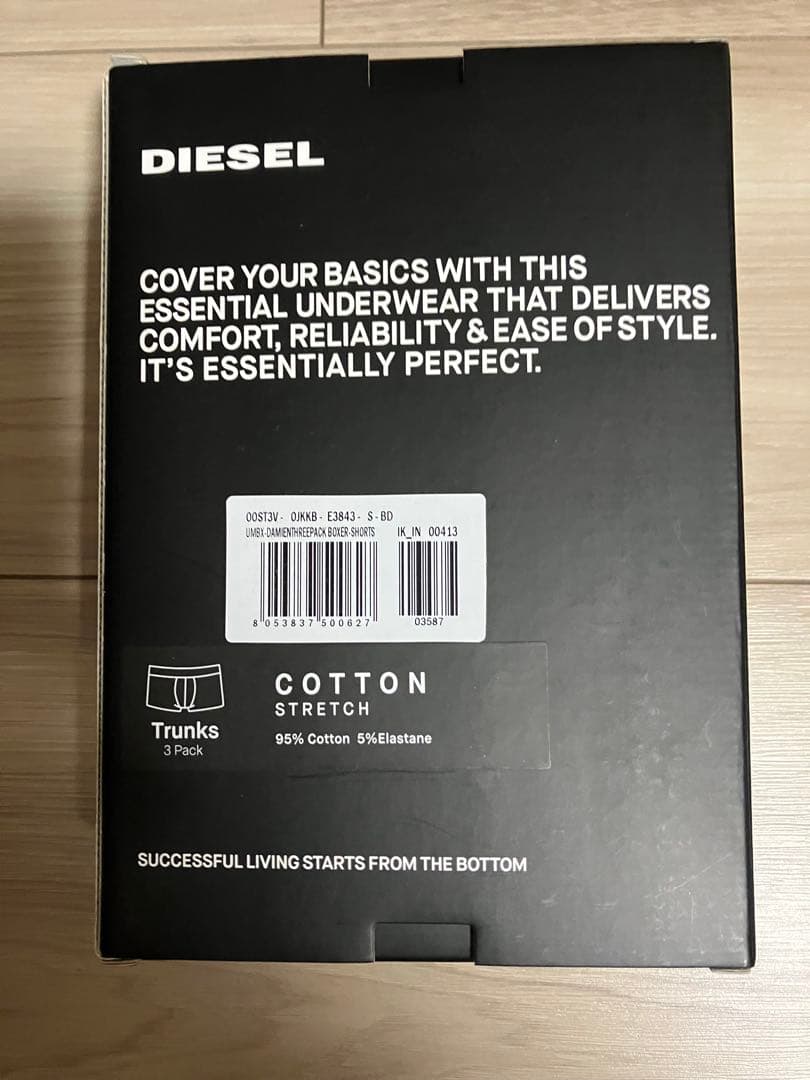 DIESEL
COVER YOUR BASICS WITH THIS
ESSENTIAL UNDERWEAR THAT DELIVERS
COMFORT, RELIABILITY & EASE OF STYLE.
IT'S ESSENTIALLY PERFECT.
00ST3V - 0JKKB - E3843 - S - BD
UMBX-DAMIENTHREEPACK BOXER-SHORTS IK_IN 00413
8 053837 500627 03587
COTTON
STRETCH
95% Cotton 5%Elastane
Trunks
3 Pack
SUCCESSFUL LIVING STARTS FROM THE BOTTOM